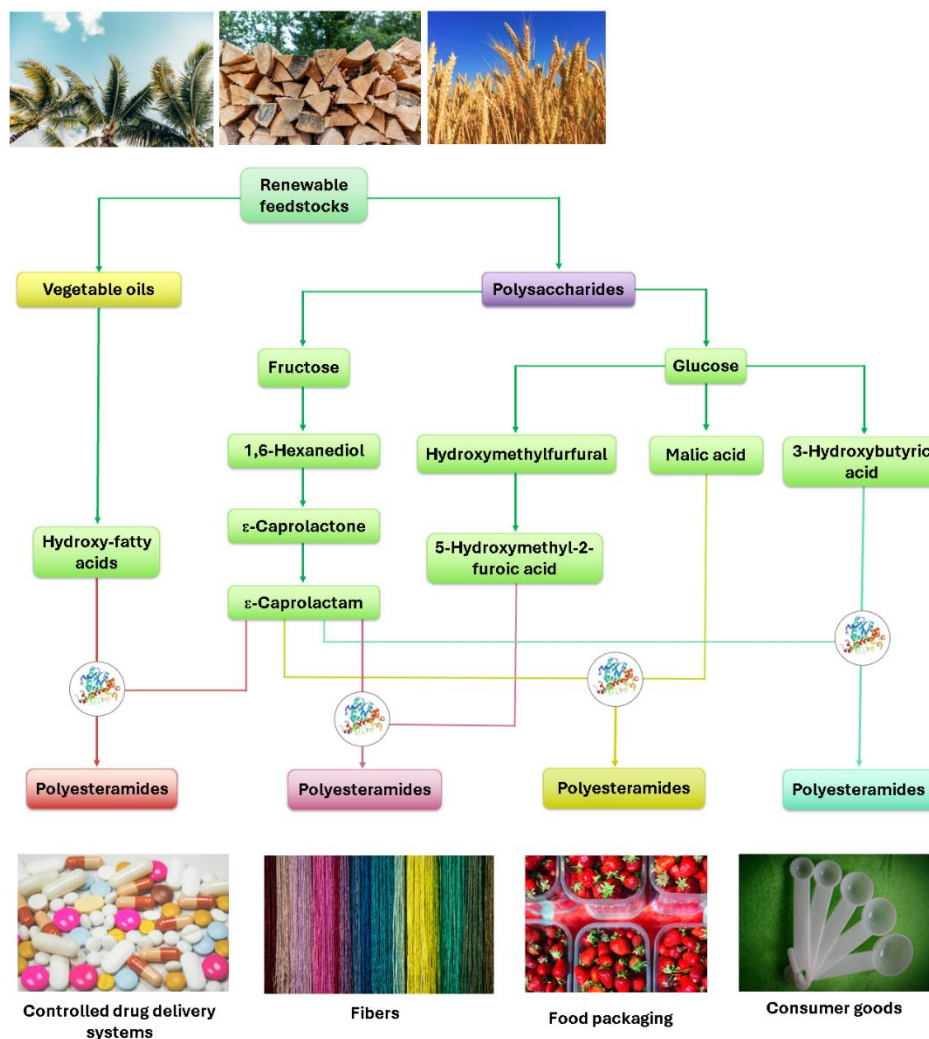 Renewable
feedstocks
Vegetable oils
Polysaccharides
Fructose
Glucose
1,6-Hexanediol
Hydroxymethylfurfural
Malic acid
3-Hydroxybutyric
acid
ε-Caprolactone
Hydroxy-fatty
acids
5-Hydroxymethyl-2-
furoic acid
ε-Caprolactam
Polyesteramides
Polyesteramides
Polyesteramides
Polyesteramides
Controlled drug delivery
systems
Fibers
Food packaging
Consumer goods